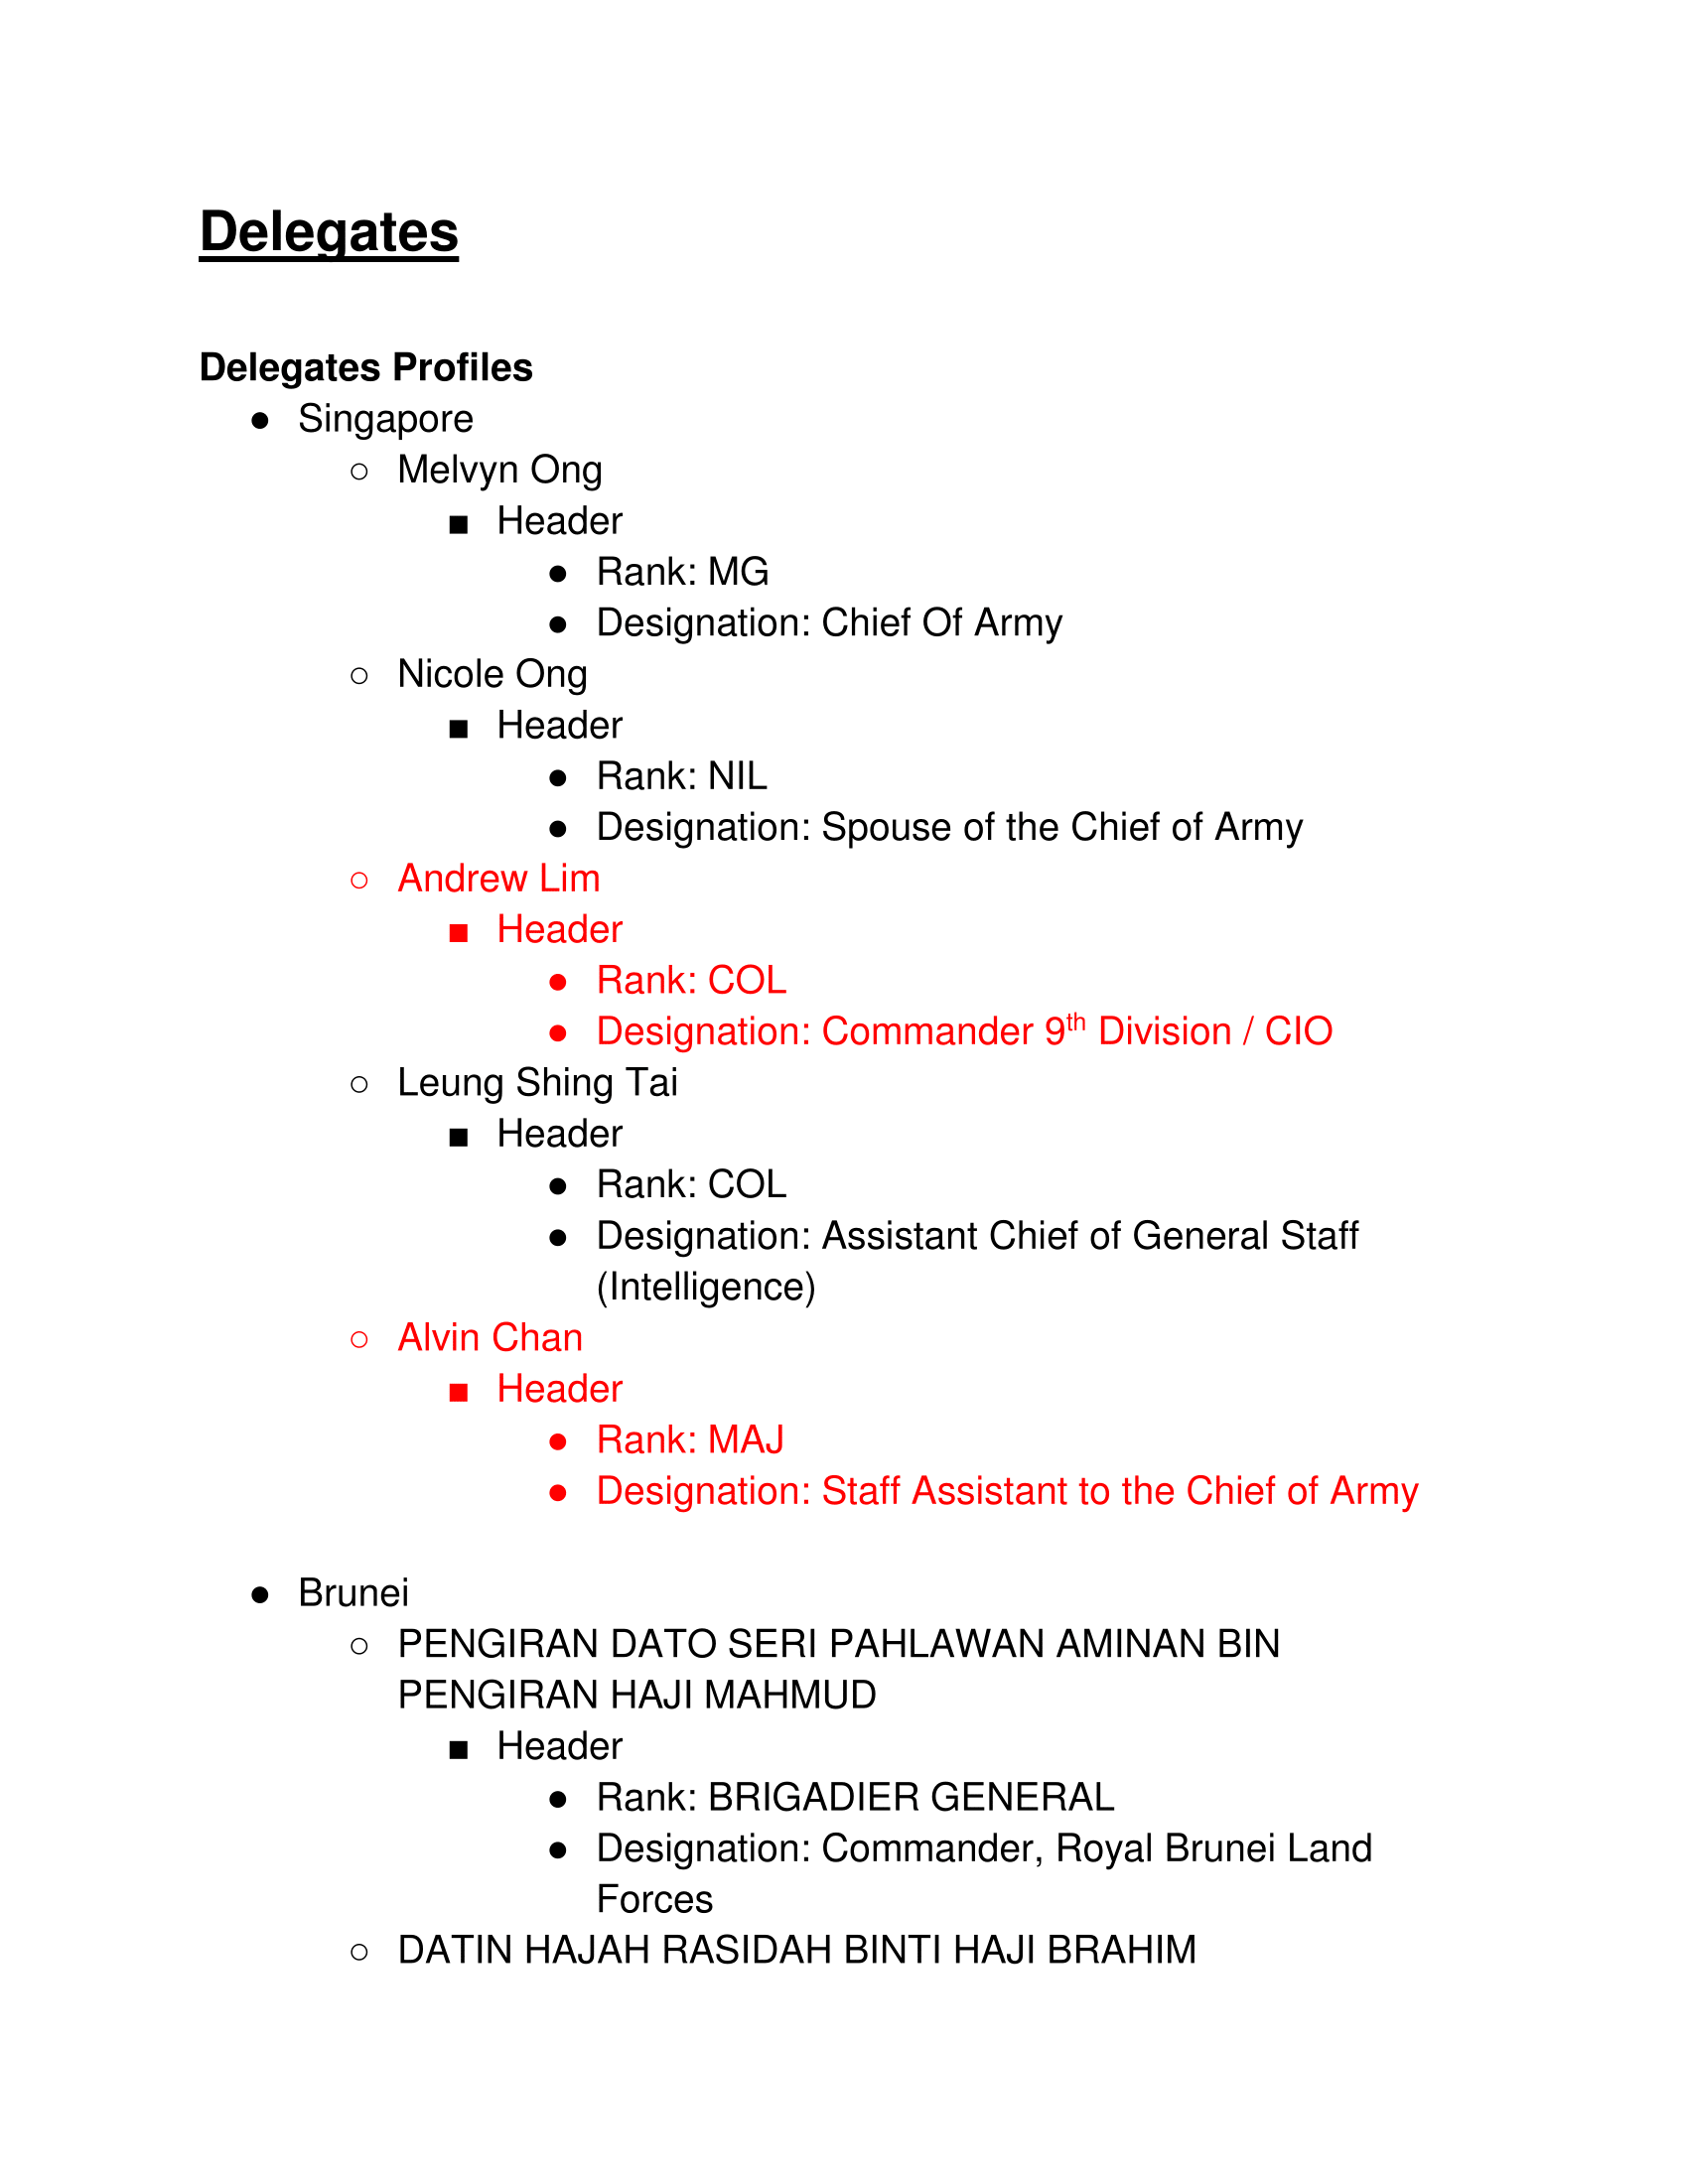 Delegates
Delegates Profiles
● Singapore
○ Melvyn Ong
■ Header
● Rank: MG
● Designation: Chief Of Army
○ Nicole Ong
■ Header
● Rank: NIL
● Designation: Spouse of the Chief of Army
○ Andrew Lim
■ Header
● Rank: COL
● Designation: Commander 9th Division / CIO
○ Leung Shing Tai
■ Header
● Rank: COL
● Designation: Assistant Chief of General Staff
(Intelligence)
○ Alvin Chan
■ Header
● Rank: MAJ
● Designation: Staff Assistant to the Chief of Army
● Brunei
○ PENGIRAN DATO SERI PAHLAWAN AMINAN BIN
PENGIRAN HAJI MAHMUD
■ Header
● Rank: BRIGADIER GENERAL
● Designation: Commander, Royal Brunei Land
Forces
○ DATIN HAJAH RASIDAH BINTI HAJI BRAHIM